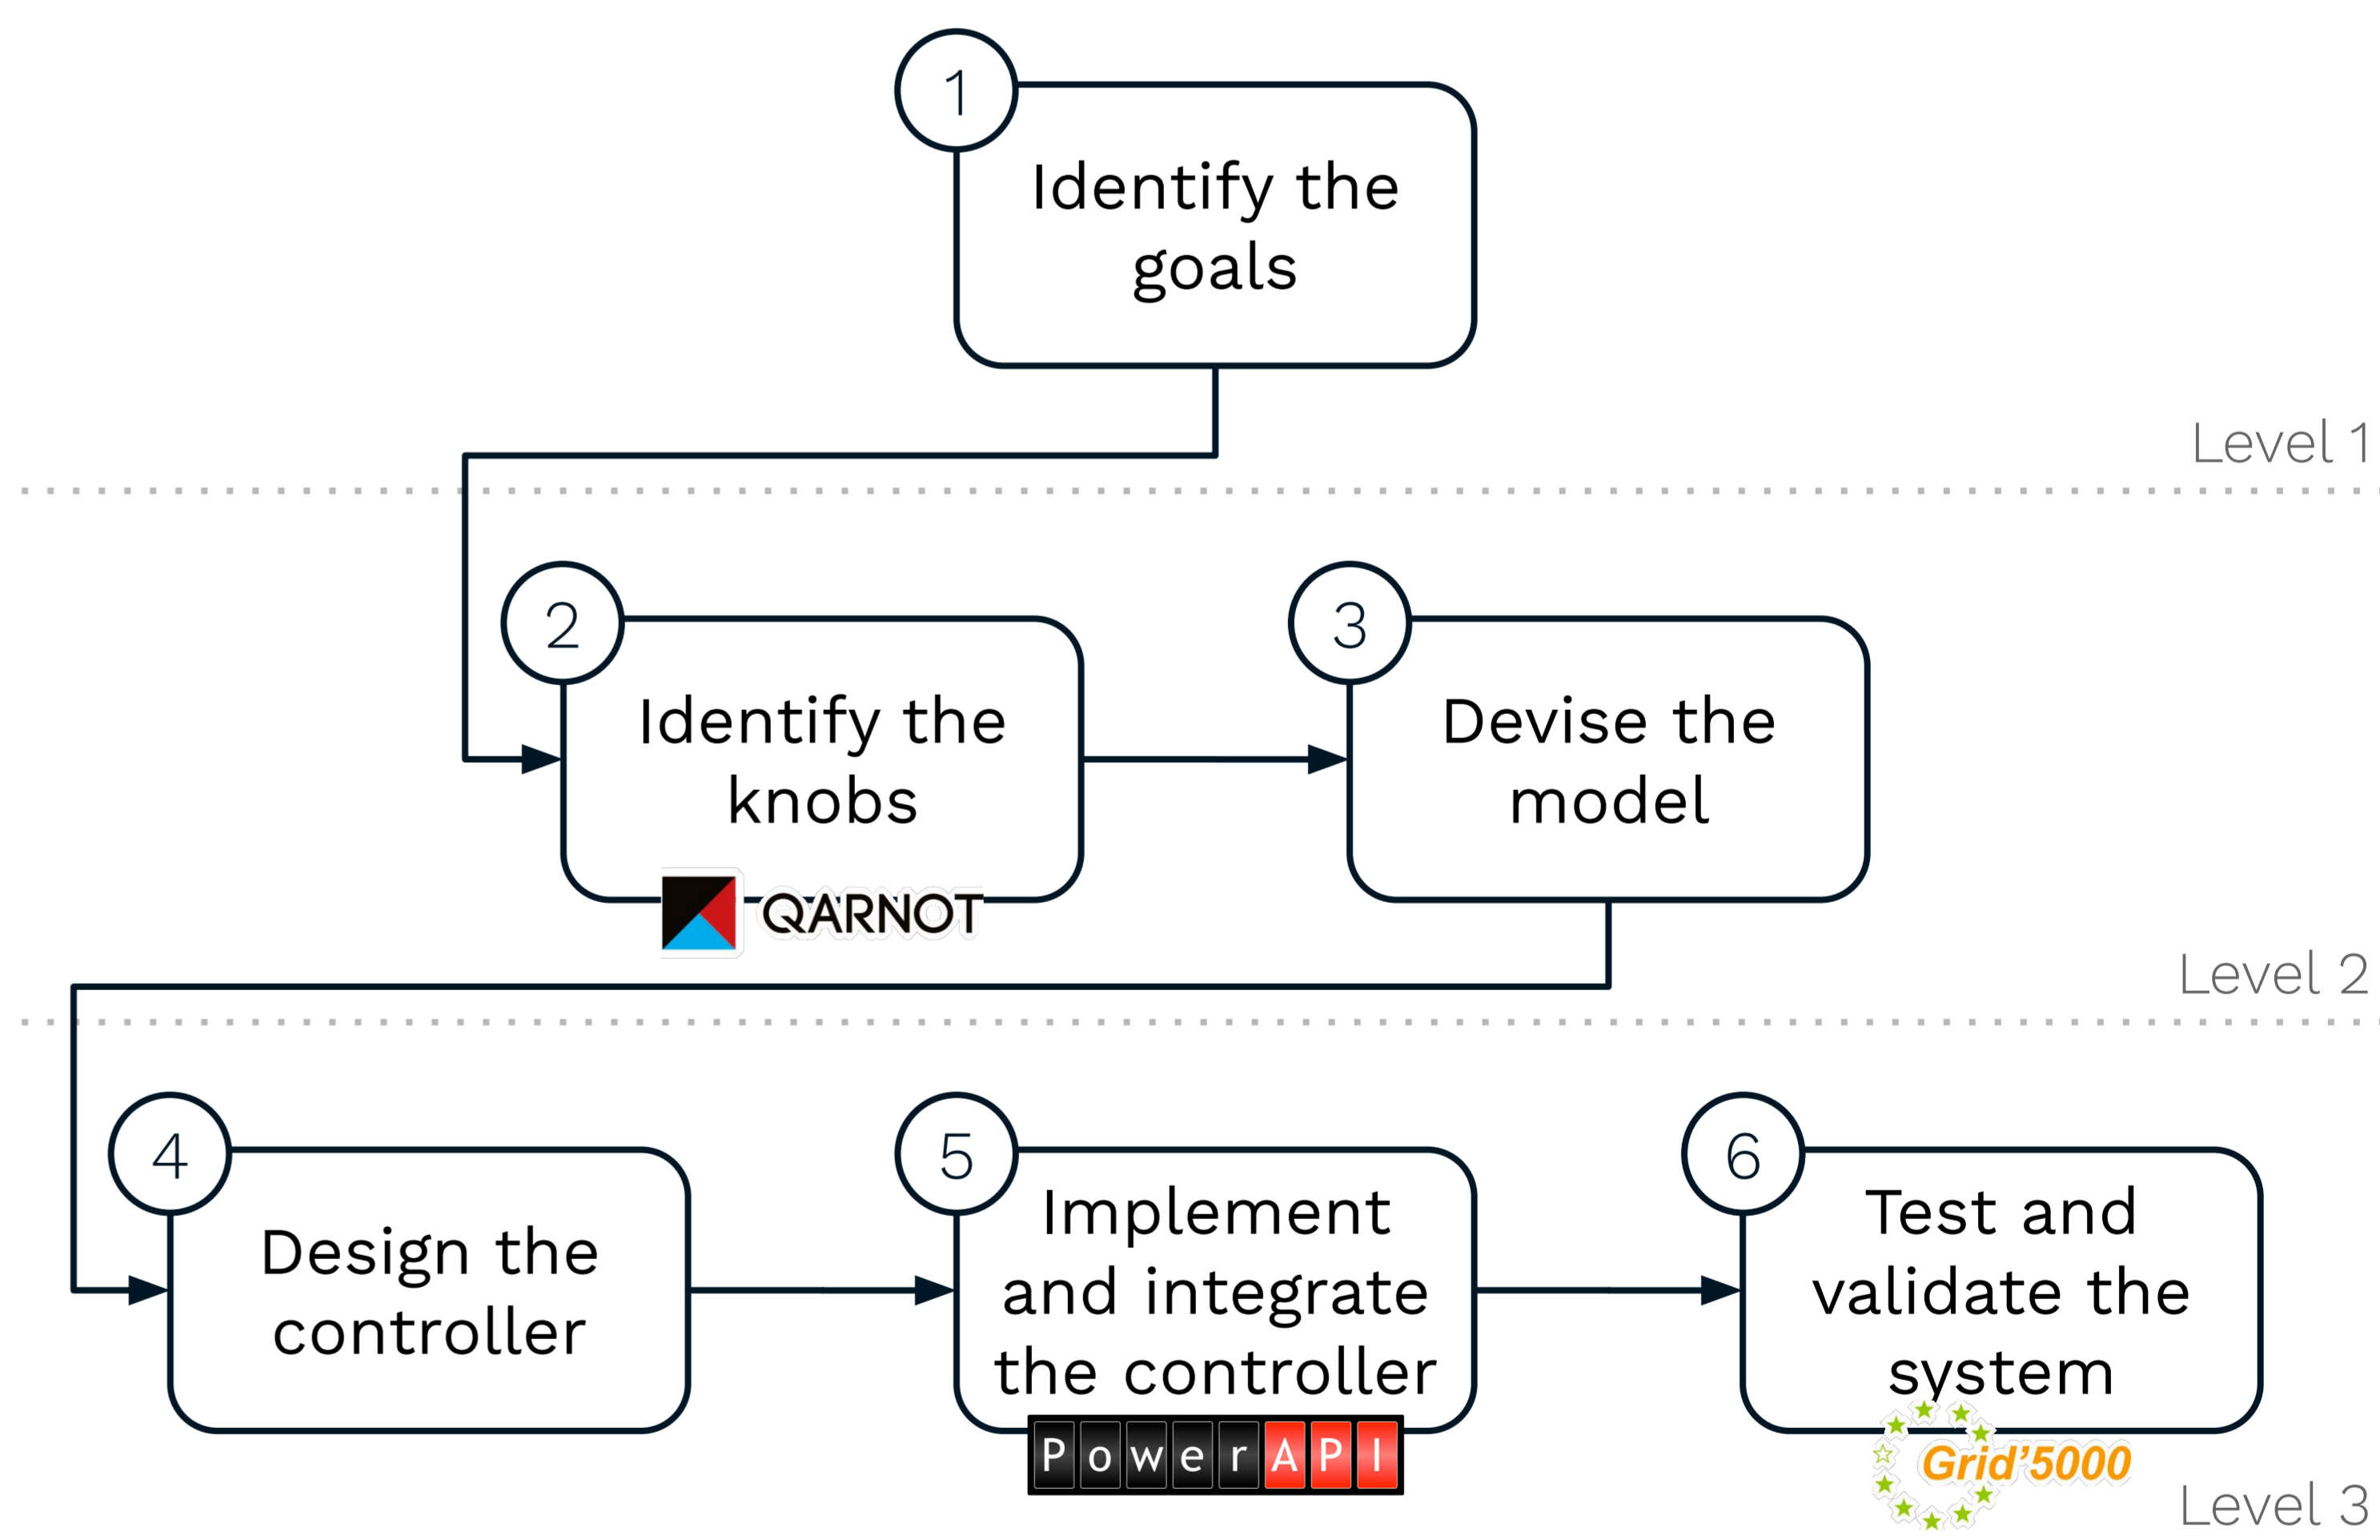 1
Identify the
goals
Level 1
2
Identify the
knobs
QARNOT
3
Devise the
model
Level 2
4
Design the
controller
5
Implement
and integrate
the controller
PowerAPI
6
Test and
validate the
system
Grid'5000
Level 3